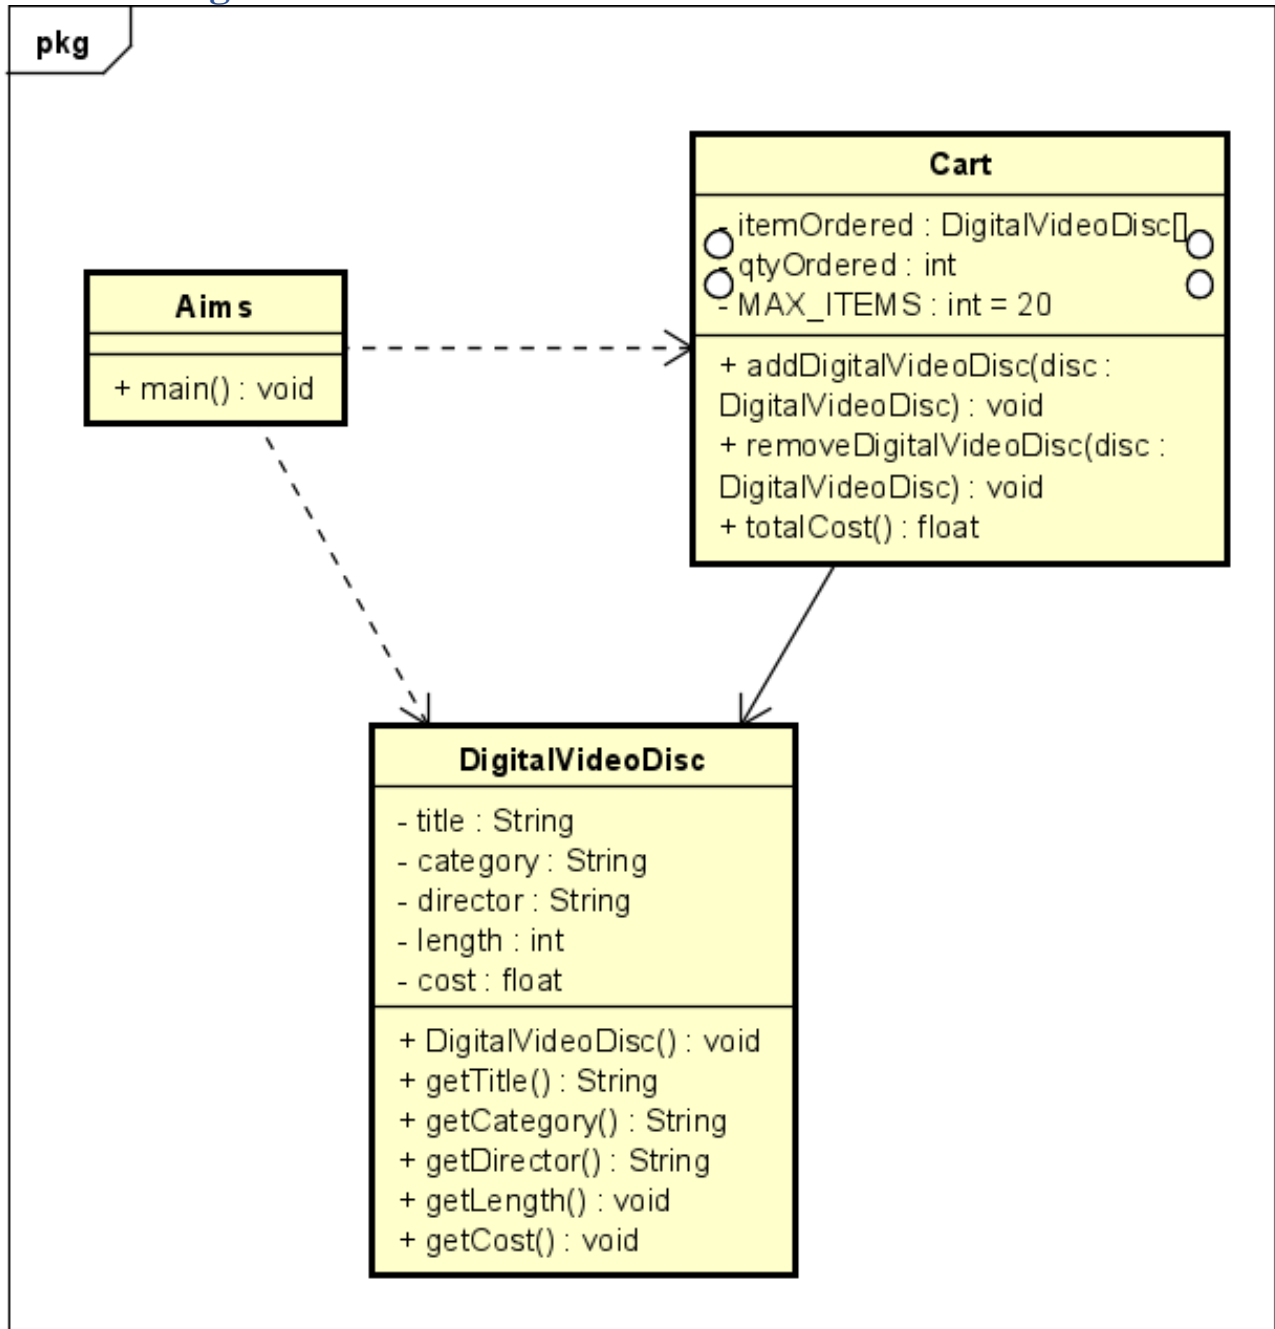 pkg
Cart
- itemOrdered : DigitalVideoDisc[]
- qtyOrdered : int
- MAX_ITEMS : int = 20
+ addDigitalVideoDisc(disc :
DigitalVideoDisc) : void
+ removeDigitalVideoDisc(disc :
DigitalVideoDisc) : void
+ totalCost() : float
Aims
+ main() : void
DigitalVideoDisc
- title : String
- category : String
- director : String
- length : int
- cost : float
+ DigitalVideoDisc() : void
+ getTitle() : String
+ getCategory() : String
+ getDirector() : String
+ getLength() : void
+ getCost() : void